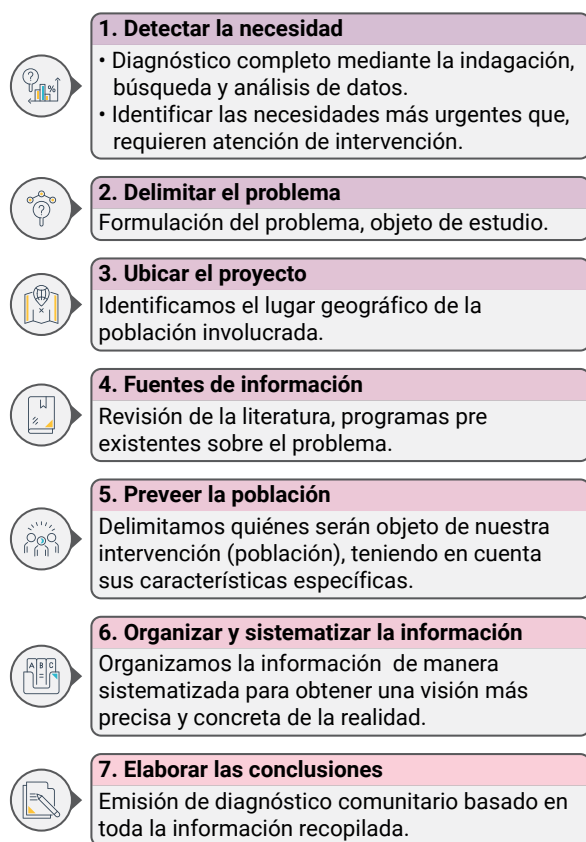 1. Detectar la necesidad
• Diagnóstico completo mediante la indagación,
búsqueda y análisis de datos.
• Identificar las necesidades más urgentes que,
requieren atención de intervención.
2. Delimitar el problema
Formulación del problema, objeto de estudio.
3. Ubicar el proyecto
Identificamos el lugar geográfico de la
población involucrada.
4. Fuentes de información
Revisión de la literatura, programas pre
existentes sobre el problema.
5. Preveer la población
Delimitamos quiénes serán objeto de nuestra
intervención (población), teniendo en cuenta
sus características específicas.
6. Organizar y sistematizar la información
A B C
Organizamos la información de manera
sistematizada para obtener una visión más
precisa y concreta de la realidad.
7. Elaborar las conclusiones
Emisión de diagnóstico comunitario basado en
toda la información recopilada.